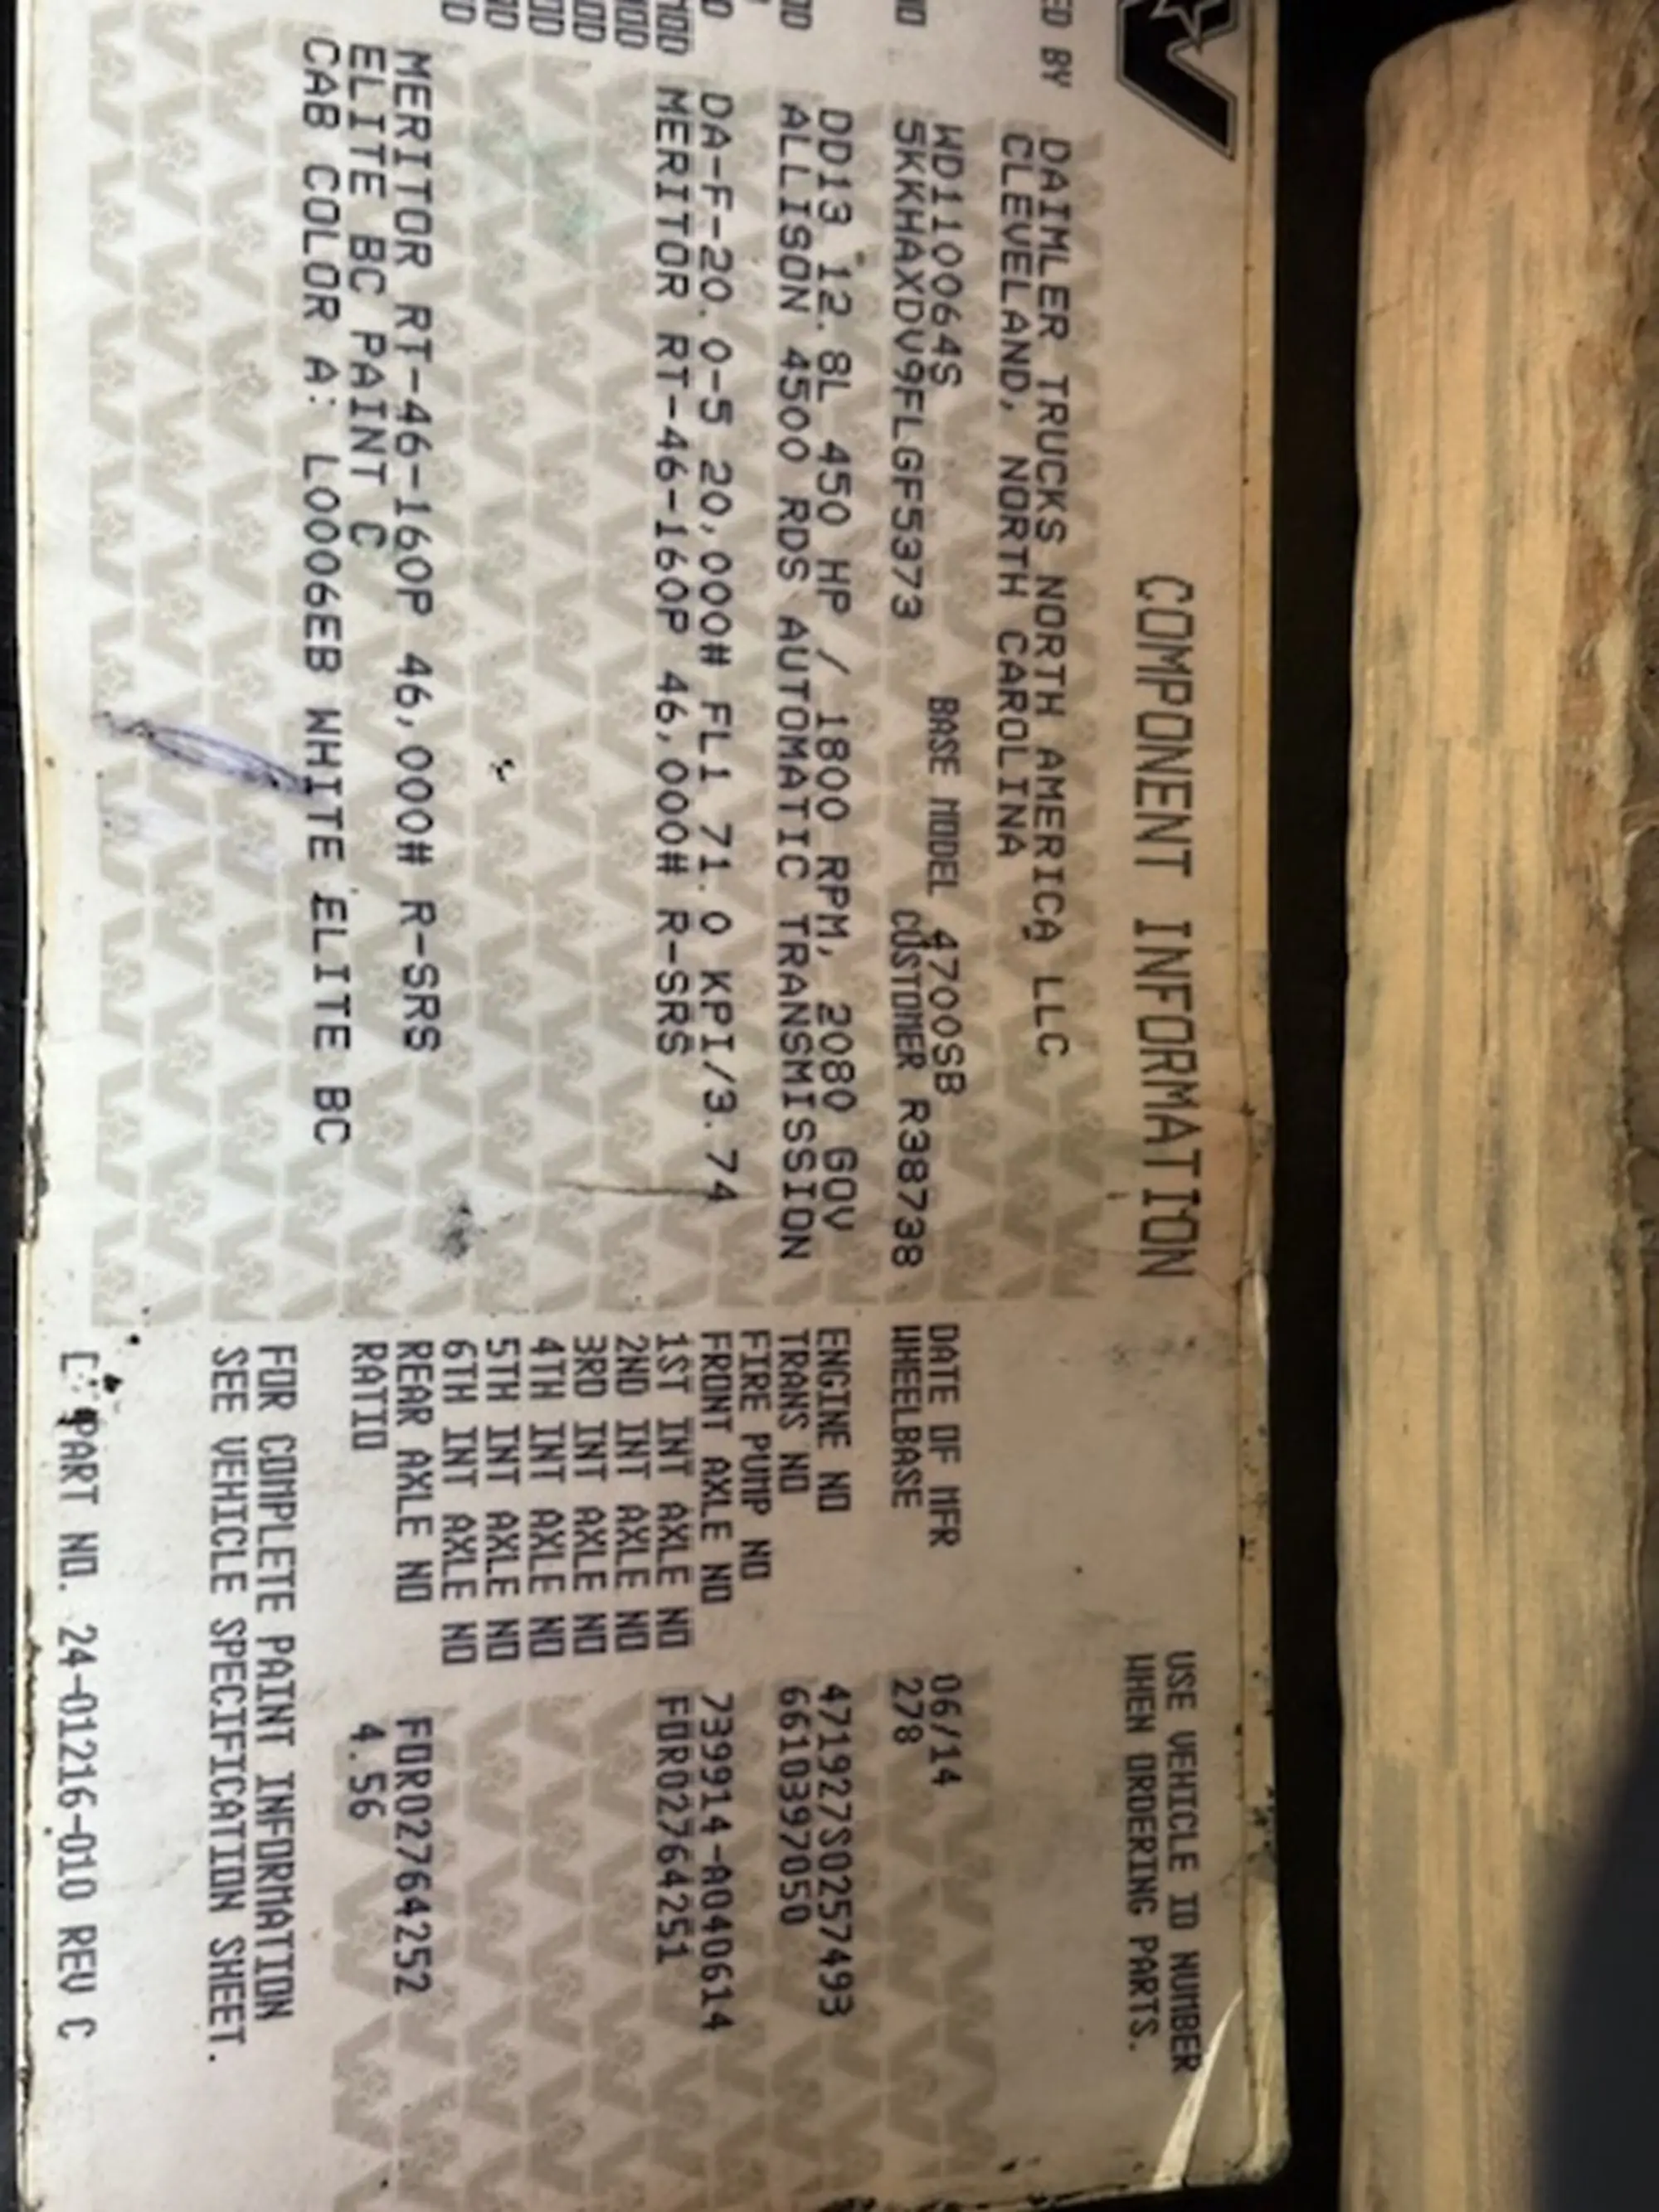 COMPONENT INFORMATION
USE VEHICLE ID NUMBER
WHEN ORDERING PARTS.
ED BY DAIMLER TRUCKS NORTH AMERICA LLC
CLEVELAND, NORTH CAROLINA
WD110064S BASE MODEL 4700SB DATE OF MFR 06/14
5KKHAXDV9FLGF5373 CUSTOMER R38738 WHEELBASE 278
DD13 12.8L 450 HP / 1800 RPM, 2080 GOV ENGINE NO 471927S0257493
ALLISON 4500 RDS AUTOMATIC TRANSMISSION TRANS NO 6610397050
FIRE PUMP NO
DA-F-20.0-5 20,000# FL1 71.0 KPI/3.74 FRONT AXLE NO 739914-A040614
MERITOR RT-46-160P 46,000# R-SRS 1ST INT AXLE NO FDR027642​51
2ND INT AXLE NO
3RD INT AXLE NO
4TH INT AXLE NO
5TH INT AXLE NO
6TH INT AXLE NO
MERITOR RT-46-160P 46,000# R-SRS REAR AXLE NO FDR02764252
ELITE BC PAINT C RATIO 4.56
CAB COLOR A: L0006EB WHITE ELITE BC
FOR COMPLETE PAINT INFORMATION
SEE VEHICLE SPECIFICATION SHEET.
PART NO. 24-01216-010 REV C